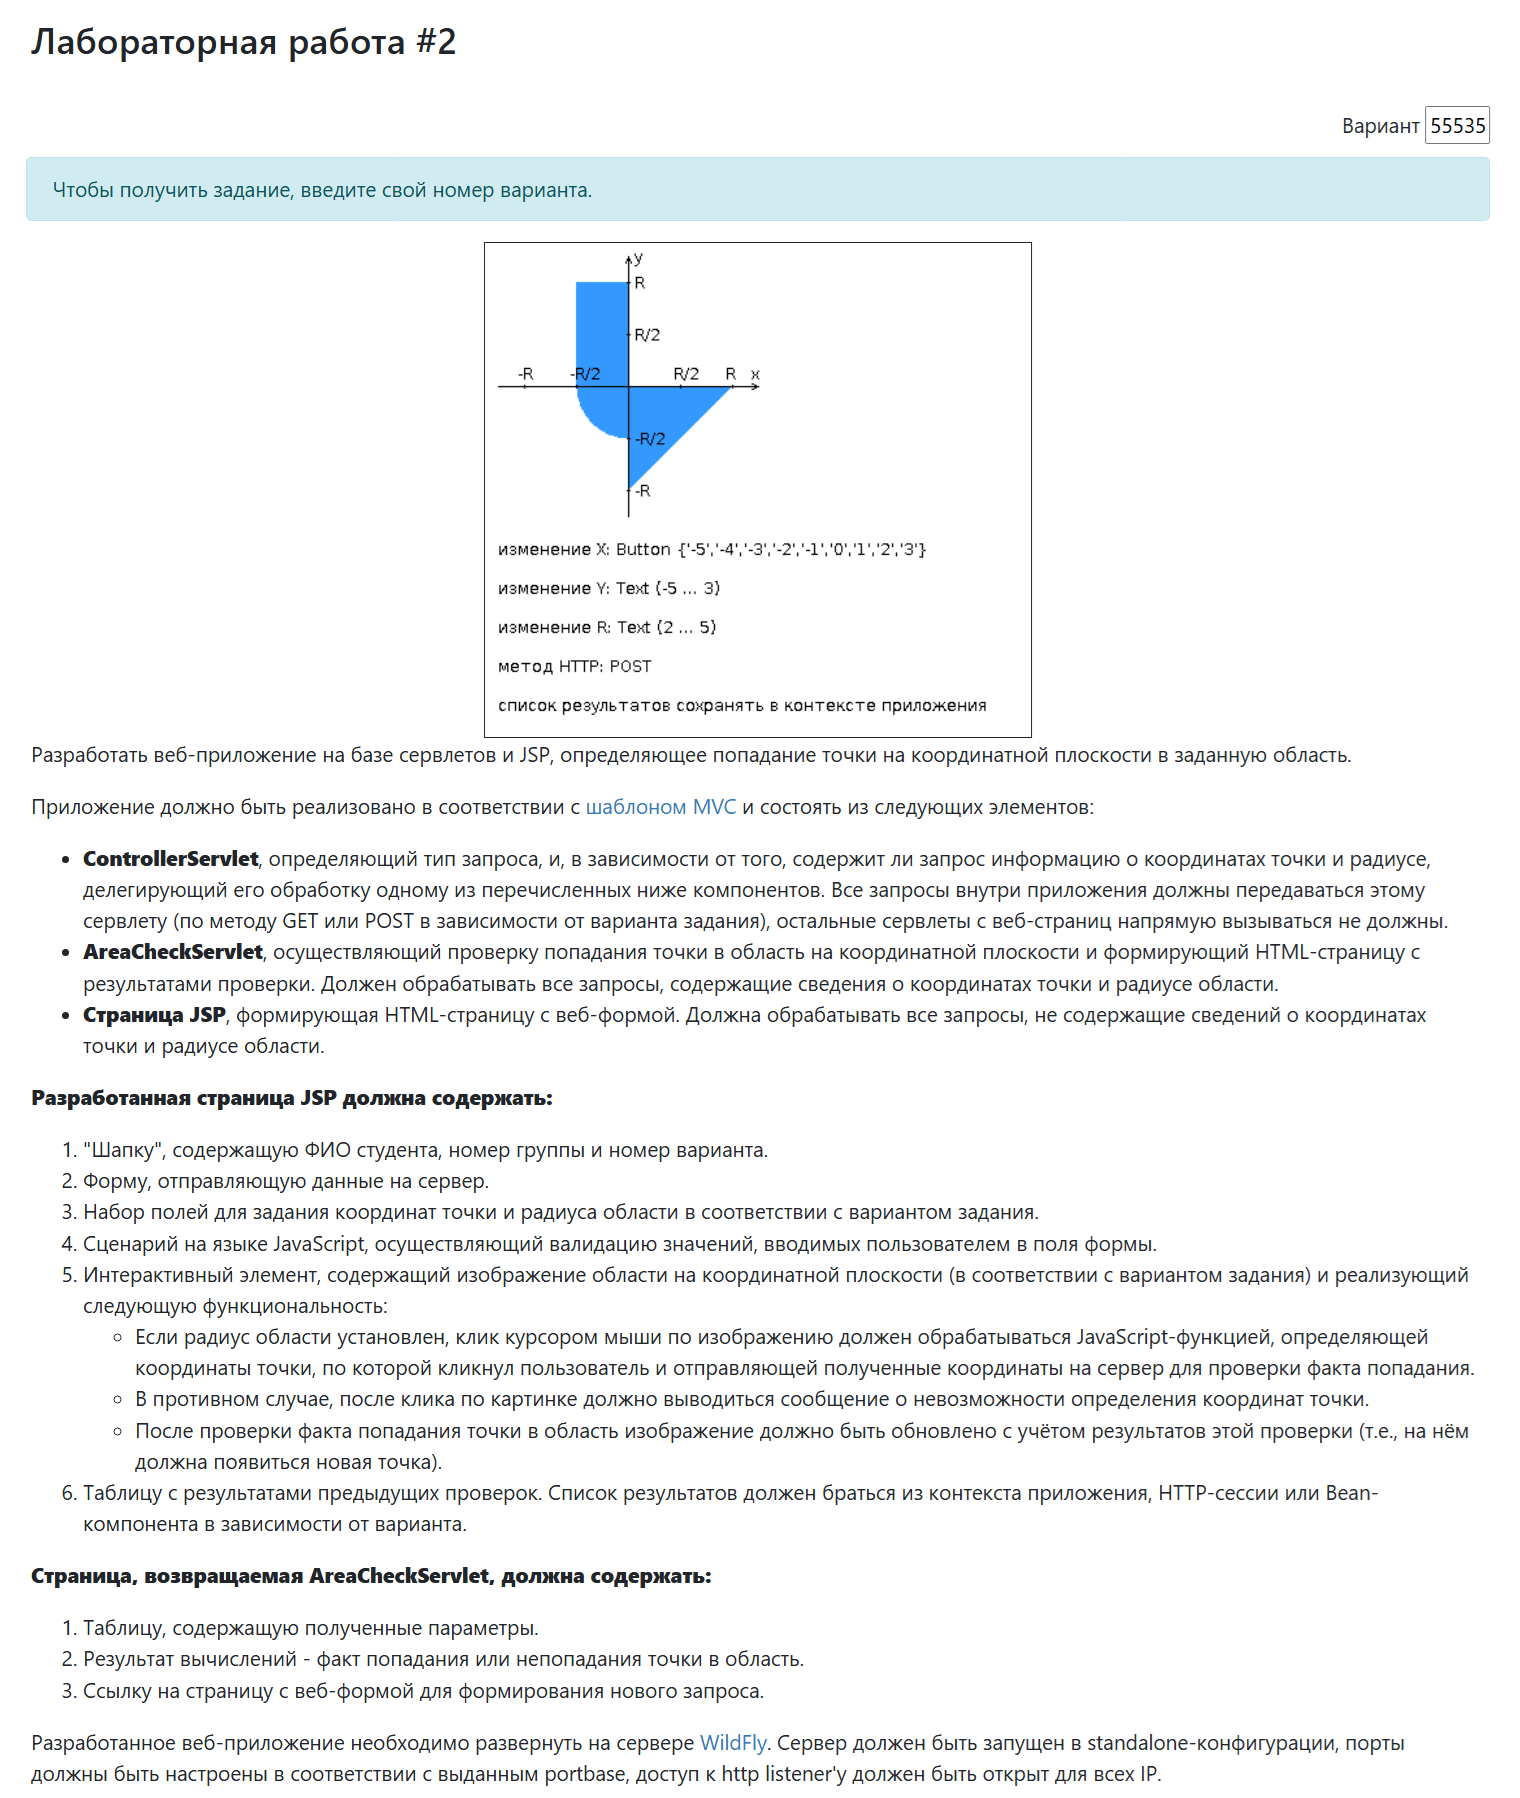 Лабораторная работа #2
Вариант 55535
Чтобы получить задание, введите свой номер варианта.
y
R
R/2
-R -R/2 R/2 R x
-R/2
-R
изменение X: Button {'-5','-4','-3','-2','-1','0','1','2','3'}
изменение Y: Text (-5 ... 3)
изменение R: Text (2 ... 5)
метод HTTP: POST
список результатов сохранять в контексте приложения
Разработать веб-приложение на базе сервлетов и JSP, определяющее попадание точки на координатной плоскости в заданную область.
Приложение должно быть реализовано в соответствии с шаблоном MVC и состоять из следующих элементов:
• ControllerServlet, определяющий тип запроса, и, в зависимости от того, содержит ли запрос информацию о координатах точки и радиусе,
делегирующий его обработку одному из перечисленных ниже компонентов. Все запросы внутри приложения должны передаваться этому
сервлету (по методу GET или POST в зависимости от варианта задания), остальные сервлеты с веб-страниц напрямую вызываться не должны.
• AreaCheckServlet, осуществляющий проверку попадания точки в область на координатной плоскости и формирующий HTML-страницу с
результатами проверки. Должен обрабатывать все запросы, содержащие сведения о координатах точки и радиусе области.
• Страница JSP, формирующая HTML-страницу с веб-формой. Должна обрабатывать все запросы, не содержащие сведений о координатах
точки и радиусе области.
Разработанная страница JSP должна содержать:
1. "Шапку", содержащую ФИО студента, номер группы и номер варианта.
2. Форму, отправляющую данные на сервер.
3. Набор полей для задания координат точки и радиуса области в соответствии с вариантом задания.
4. Сценарий на языке JavaScript, осуществляющий валидацию значений, вводимых пользователем в поля формы.
5. Интерактивный элемент, содержащий изображение области на координатной плоскости (в соответствии с вариантом задания) и реализующий
следующую функциональность:
◦ Если радиус области установлен, клик курсором мыши по изображению должен обрабатываться JavaScript-функцией, определяющей
координаты точки, по которой кликнул пользователь и отправляющей полученные координаты на сервер для проверки факта попадания.
◦ В противном случае, после клика по картинке должно выводиться сообщение о невозможности определения координат точки.
◦ После проверки факта попадания точки в область изображение должно быть обновлено с учётом результатов этой проверки (т.е., на нём
должна появиться новая точка).
6. Таблицу с результатами предыдущих проверок. Список результатов должен браться из контекста приложения, HTTP-сессии или Bean-
компонента в зависимости от варианта.
Страница, возвращаемая AreaCheckServlet, должна содержать:
1. Таблицу, содержащую полученные параметры.
2. Результат вычислений - факт попадания или непопадания точки в область.
3. Ссылку на страницу с веб-формой для формирования нового запроса.
Разработанное веб-приложение необходимо развернуть на сервере WildFly. Сервер должен быть запущен в standalone-конфигурации, порты
должны быть настроены в соответствии с выданным portbase, доступ к http listener'у должен быть открыт для всех IP.